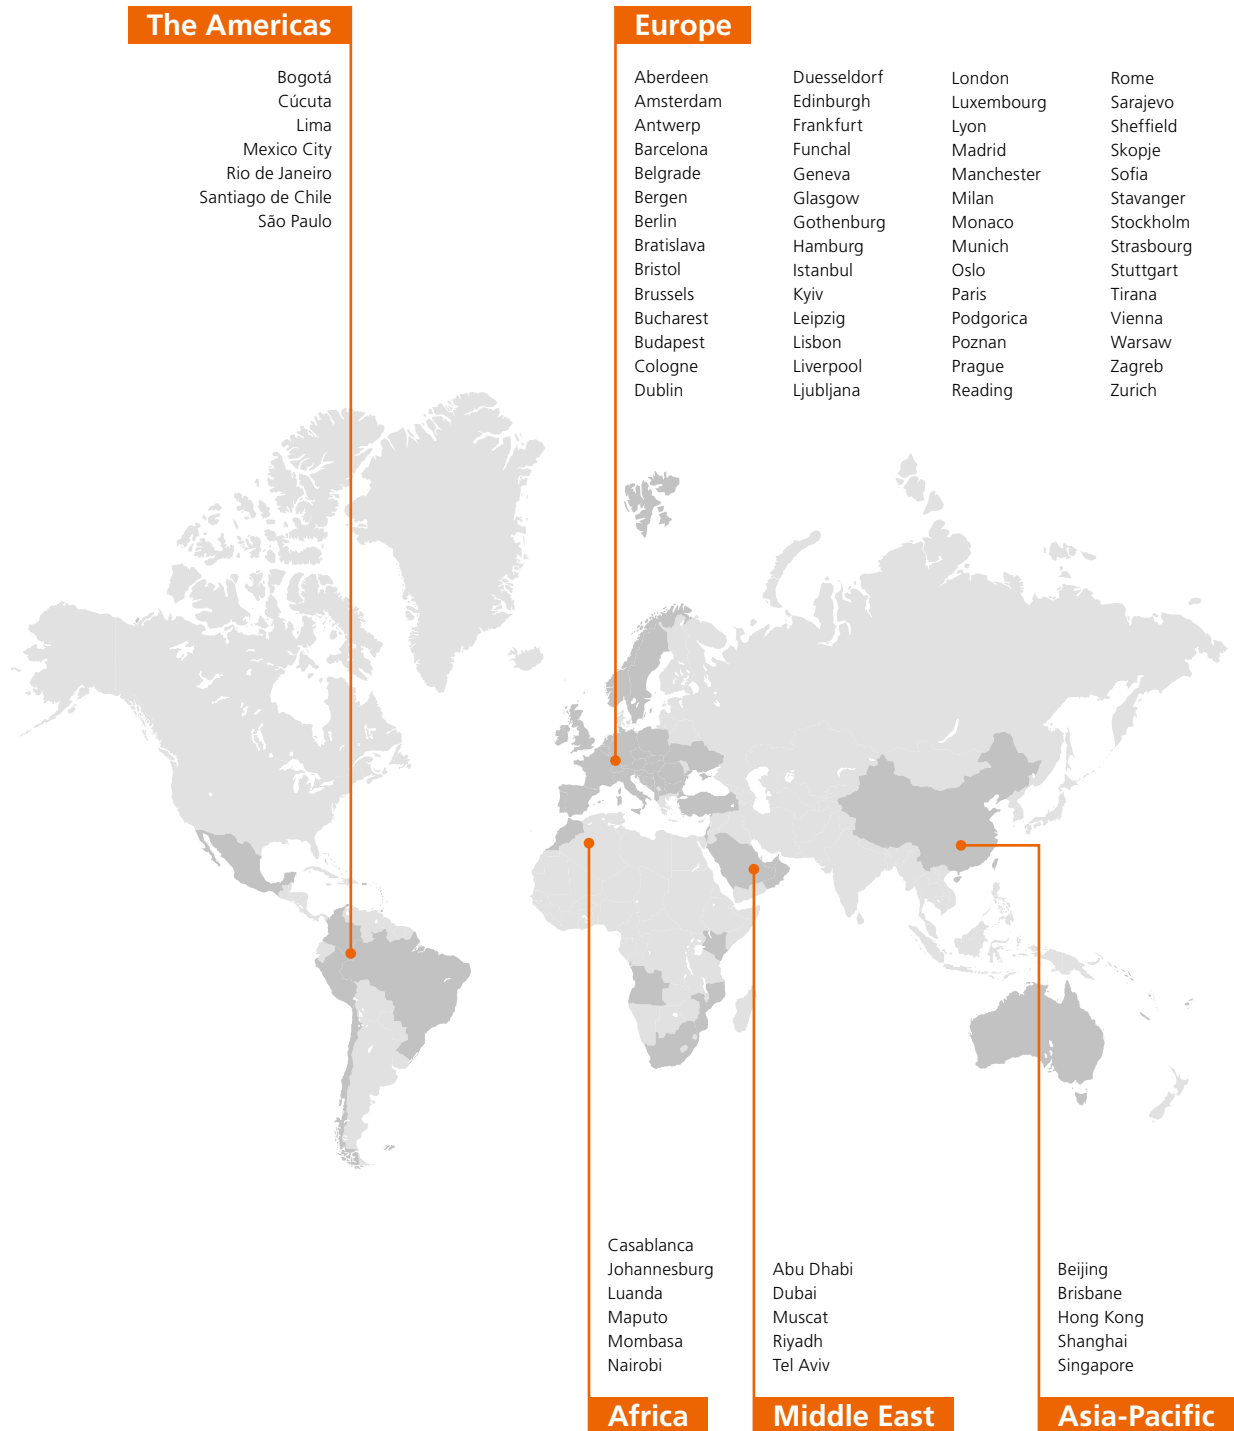 The Americas
Bogotá
Cúcuta
Lima
Mexico City
Rio de Janeiro
Santiago de Chile
São Paulo
Europe
Aberdeen
Amsterdam
Antwerp
Barcelona
Belgrade
Bergen
Berlin
Bratislava
Bristol
Brussels
Bucharest
Budapest
Cologne
Dublin
Duesseldorf
Edinburgh
Frankfurt
Funchal
Geneva
Glasgow
Gothenburg
Hamburg
Istanbul
Kyiv
Leipzig
Lisbon
Liverpool
Ljubljana
London
Luxembourg
Lyon
Madrid
Manchester
Milan
Monaco
Munich
Oslo
Paris
Podgorica
Poznan
Prague
Reading
Rome
Sarajevo
Sheffield
Skopje
Sofia
Stavanger
Stockholm
Strasbourg
Stuttgart
Tirana
Vienna
Warsaw
Zagreb
Zurich
Casablanca
Johannesburg
Luanda
Maputo
Mombasa
Nairobi
Africa
Abu Dhabi
Dubai
Muscat
Riyadh
Tel Aviv
Middle East
Beijing
Brisbane
Hong Kong
Shanghai
Singapore
Asia-Pacific